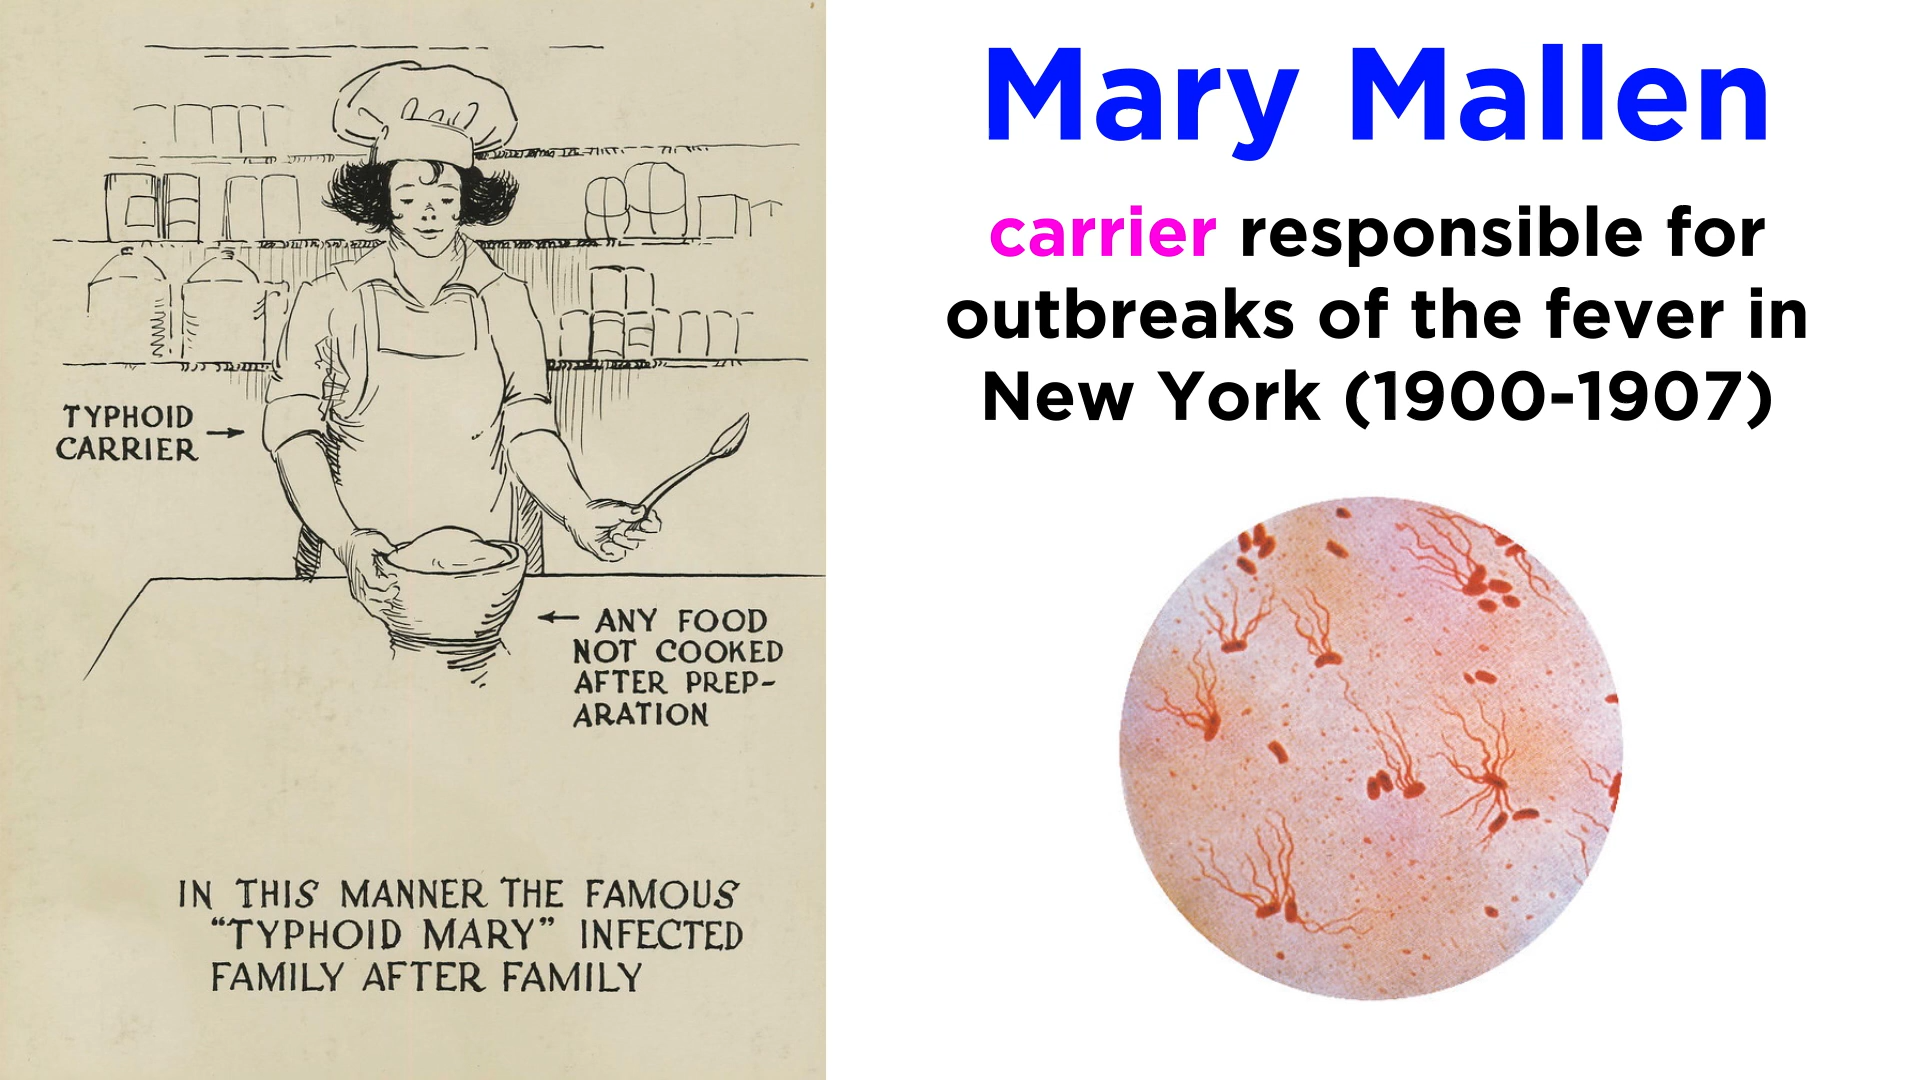 TYPHOID
CARRIER
ANY FOOD
NOT COOKED
AFTER PREP-
ARATION
IN THIS MANNER THE FAMOUS
"TYPHOID MARY" INFECTED
FAMILY AFTER FAMILY
Mary Mallen
carrier responsible for
outbreaks of the fever in
New York (1900-1907)